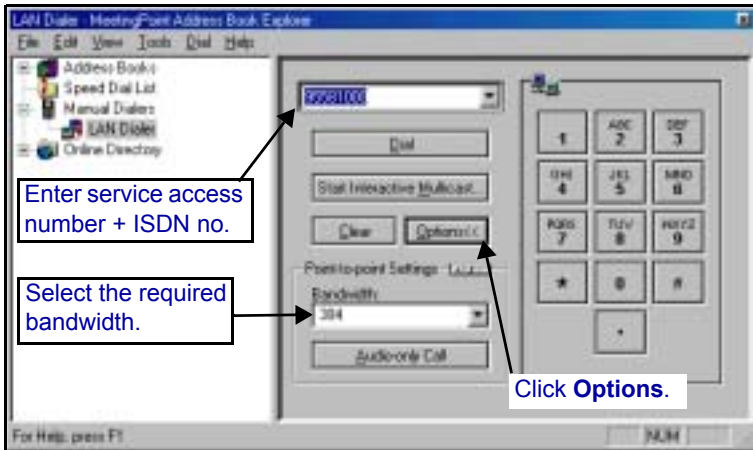 LAN Dialer - MeetingPoint Address Book Explorer
File Edit View Tools Dial Help
Address Books
Speed Dial List
Manual Dialers
LAN Dialer
Online Directory
Enter service access
number + ISDN no.
Select the required
bandwidth.
Dial
Start Interactive Multicast...
Clear Options<<
Point-to-point Settings
Bandwidth:
384
Audio-only Call
1 ABC 2 DEF 3
GHI 4 JKL 5 MNO 6
PQRS 7 TUV 8 WXYZ 9
* 0 #
.
Click Options.
For Help, press F1
NUM